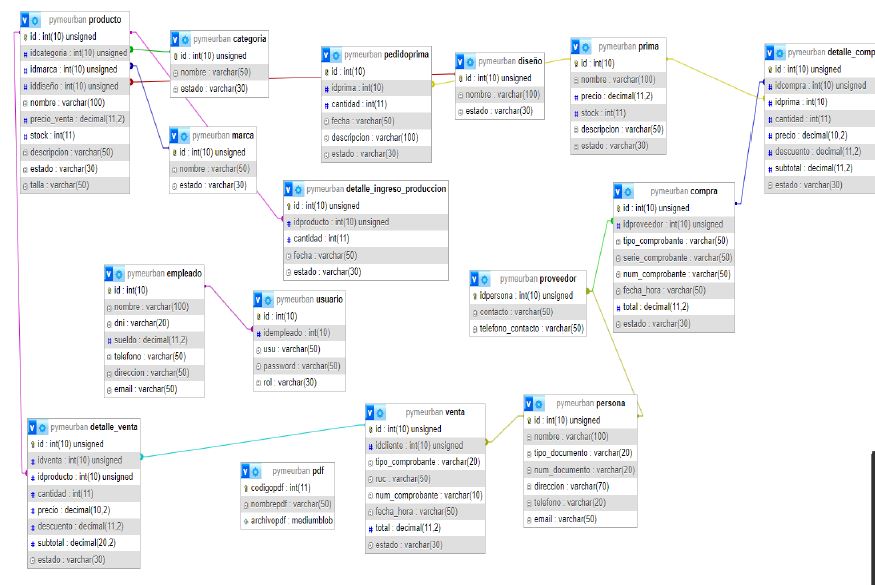 pymeurban producto
id : int(10) unsigned
idcategoria : int(10) unsigned
idmarca : int(10) unsigned
iddiseño : int(10) unsigned
nombre : varchar(100)
precio_venta : decimal(11,2)
stock : int(11)
descripcion : varchar(50)
estado : varchar(30)
talla : varchar(50)
pymeurban categoria
id : int(10) unsigned
nombre : varchar(50)
estado : varchar(30)
pymeurban marca
id : int(10) unsigned
nombre : varchar(50)
estado : varchar(30)
pymeurban pedidoprima
id : int(10)
idprima : int(10)
cantidad : int(11)
fecha : varchar(50)
descripcion : varchar(100)
estado : varchar(30)
pymeurban diseño
id : int(10) unsigned
nombre : varchar(100)
estado : varchar(30)
pymeurban prima
id : int(10)
nombre : varchar(100)
precio : decimal(11,2)
stock : int(11)
descripcion : varchar(50)
estado : varchar(30)
pymeurban detalle_comp
id : int(10) unsigned
idcompra : int(10) unsigned
idprima : int(10)
cantidad : int(11)
precio : decimal(10,2)
descuento : decimal(11,2)
subtotal : decimal(11,2)
estado : varchar(30)
pymeurban detalle_ingreso_produccion
id : int(10) unsigned
idproducto : int(10) unsigned
cantidad : int(11)
fecha : varchar(50)
estado : varchar(30)
pymeurban compra
id : int(10) unsigned
idproveedor : int(10) unsigned
tipo_comprobante : varchar(50)
serie_comprobante : varchar(50)
num_comprobante : varchar(50)
fecha_hora : varchar(50)
total : decimal(11,2)
estado : varchar(30)
pymeurban empleado
id : int(10)
nombre : varchar(100)
dni : varchar(20)
sueldo : decimal(11,2)
telefono : varchar(50)
direccion : varchar(50)
email : varchar(50)
pymeurban usuario
id : int(10)
idempleado : int(10)
usu : varchar(50)
password : varchar(50)
rol : varchar(30)
pymeurban proveedor
idpersona : int(10) unsigned
contacto : varchar(50)
telefono_contacto : varchar(50)
pymeurban detalle_venta
id : int(10) unsigned
idventa : int(10) unsigned
idproducto : int(10) unsigned
cantidad : int(11)
precio : decimal(10,2)
descuento : decimal(11,2)
subtotal : decimal(20,2)
estado : varchar(30)
pymeurban pdf
codigopdf : int(11)
nombrepdf : varchar(50)
archivopdf : mediumblob
pymeurban venta
id : int(10) unsigned
idcliente : int(10) unsigned
tipo_comprobante : varchar(20)
ruc : varchar(50)
num_comprobante : varchar(10)
fecha_hora : varchar(50)
total : decimal(11,2)
estado : varchar(30)
pymeurban persona
id : int(10) unsigned
nombre : varchar(100)
tipo_documento : varchar(20)
num_documento : varchar(20)
direccion : varchar(70)
telefono : varchar(20)
email : varchar(50)